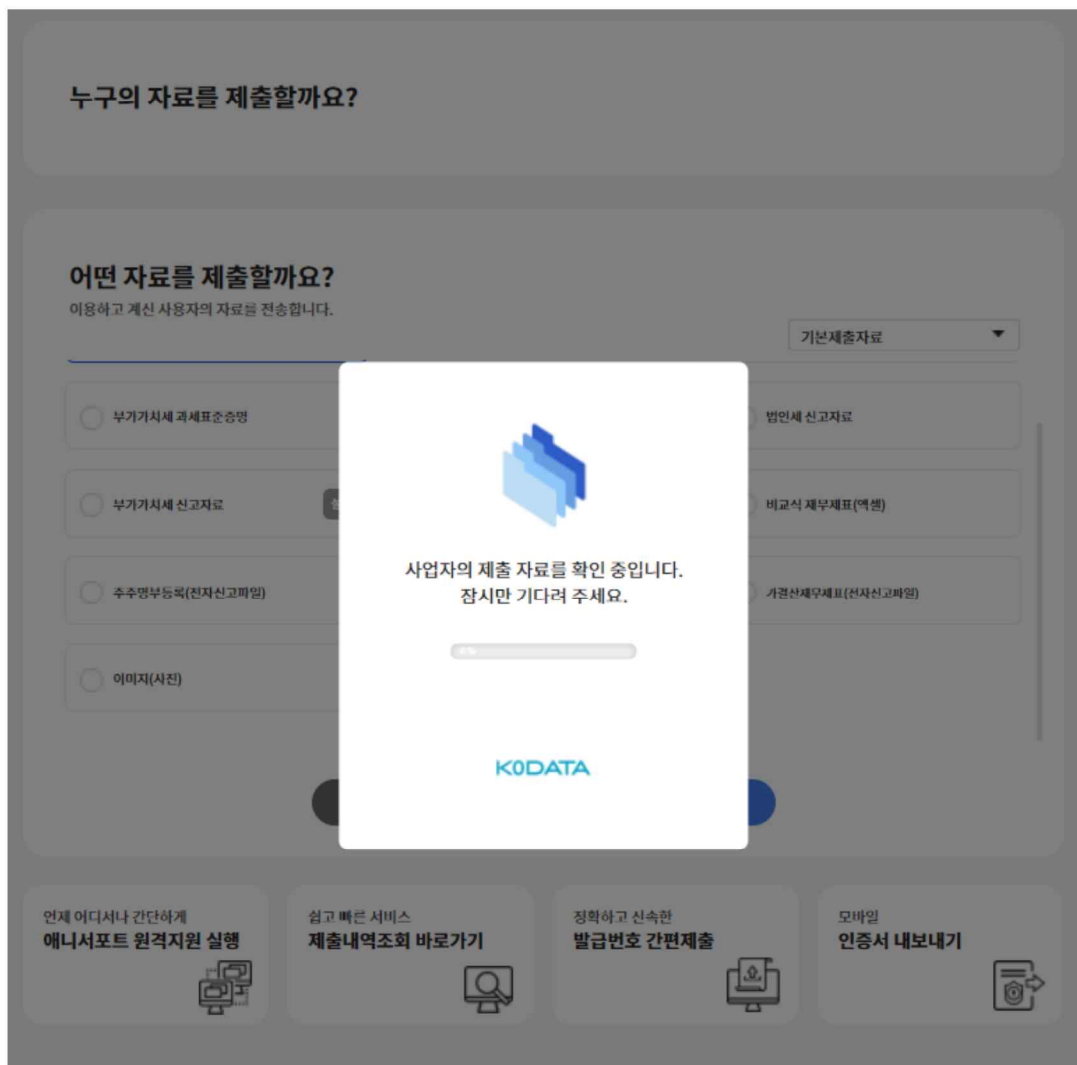 누구의 자료를 제출할까요?
어떤 자료를 제출할까요?
이용하고 계신 사용자의 자료를 전송합니다.
기본제출자료
부가가치세 과세표준증명
법인세 신고자료
부가가치세 신고자료
비교식 재무제표(엑셀)
주주명부등록(전자신고파일)
가결산재무제표(전자신고파일)
이미지(사진)
사업자의 제출 자료를 확인 중입니다.
잠시만 기다려 주세요.
KODATA
언제 어디서나 간단하게
애니서포트 원격지원 실행
쉽고 빠른 서비스
제출내역조회 바로가기
정확하고 신속한
발급번호 간편제출
모바일
인증서 내보내기